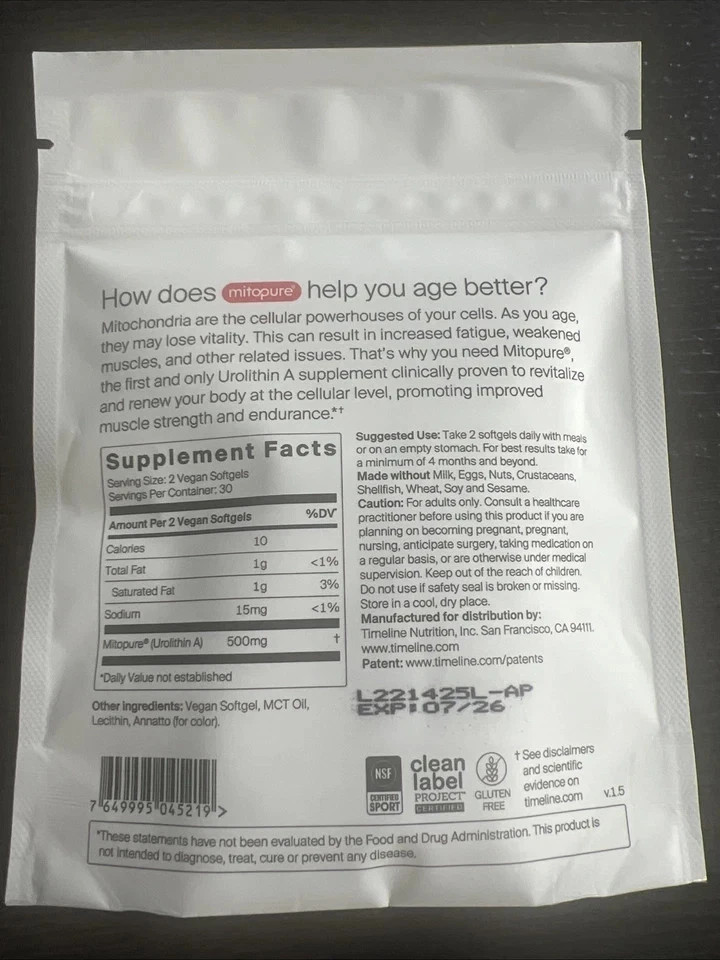 How does mitopure® help you age better?
Mitochondria are the cellular powerhouses of your cells. As you age,
they may lose vitality. This can result in increased fatigue, weakened
muscles, and other related issues. That's why you need Mitopure®,
the first and only Urolithin A supplement clinically proven to revitalize
and renew your body at the cellular level, promoting improved
muscle strength and endurance.*†
Supplement Facts
Serving Size: 2 Vegan Softgels
Servings Per Container: 30
Amount Per 2 Vegan Softgels %DV
Calories 10
Total Fat 1g <1%
Saturated Fat 1g 3%
Sodium 15mg <1%
Mitopure® (Urolithin A) 500mg †
*Daily Value not established
Other Ingredients: Vegan Softgel, MCT Oil,
Lecithin, Annatto (for color).
Suggested Use: Take 2 softgels daily with meals
or on an empty stomach. For best results take for
a minimum of 4 months and beyond.
Made without Milk, Eggs, Nuts, Crustaceans,
Shellfish, Wheat, Soy and Sesame.
Caution: For adults only. Consult a healthcare
practitioner before using this product if you are
planning on becoming pregnant, pregnant,
nursing, anticipate surgery, taking medication on
a regular basis, or are otherwise under medical
supervision. Keep out of the reach of children.
Do not use if safety seal is broken or missing.
Store in a cool, dry place.
Manufactured for distribution by:
Timeline Nutrition, Inc. San Francisco, CA 94111.
www.timeline.com
Patent: www.timeline.com/patents
L221425L-AP
EXP:07/26
7 649995 045219 >
NSF
CERTIFIED
SPORT
clean
label
PROJECT
CERTIFIED
GLUTEN
FREE
† See disclaimers
and scientific
evidence on
timeline.com
v.1.5
*These statements have not been evaluated by the Food and Drug Administration. This product is
not intended to diagnose, treat, cure or prevent any disease.